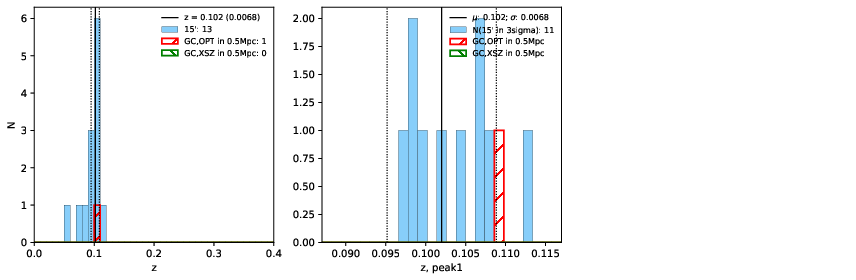 z = 0.102 (0.0068)
15': 13
GC,OPT in 0.5Mpc: 1
GC,XSZ in 0.5Mpc: 0
N
6
5
4
3
2
1
0
0.0 0.1 0.2 0.3 0.4
z
μ: 0.102; σ: 0.0068
N(15' in 3sigma): 11
GC,OPT in 0.5Mpc
GC,XSZ in 0.5Mpc
2.00
1.75
1.50
1.25
1.00
0.75
0.50
0.25
0.00
0.090 0.095 0.100 0.105 0.110 0.115
z, peak1